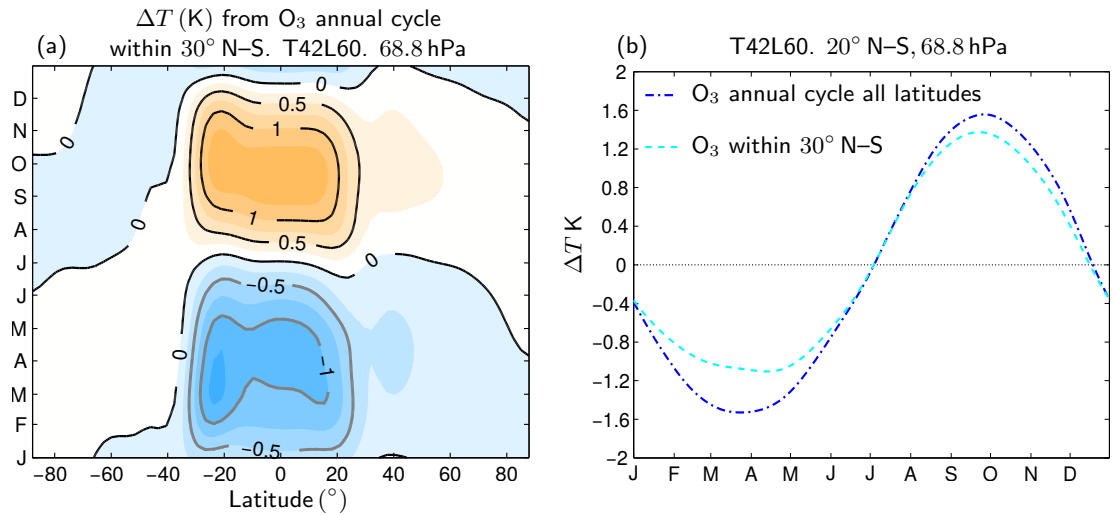 ΔT (K) from O₃ annual cycle
(a) within 30° N–S. T42L60. 68.8 hPa
D
N
O
S
A
J
J
M
A
M
F
J
0
0
0
0
0
0
0.5
1
1
0.5
−0.5
−1
−0.5
−80 −60 −40 −20 0 20 40 60 80
Latitude (°)
(b) T42L60. 20° N–S, 68.8 hPa
O₃ annual cycle all latitudes
O₃ within 30° N–S
ΔT K
2
1.6
1.2
0.8
0.4
0
−0.4
−0.8
−1.2
−1.6
−2
J F M A M J J A S O N D